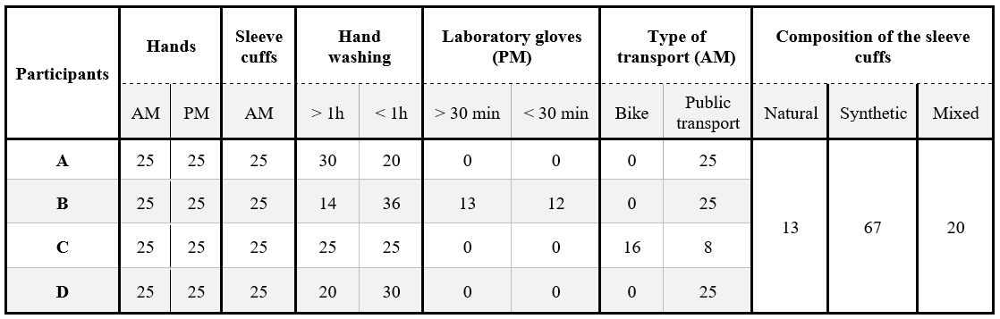 Participants Hands Sleeve cuffs Hand washing Laboratory gloves (PM) Type of transport (AM) Composition of the sleeve cuffs
AM PM AM > 1h < 1h > 30 min < 30 min Bike Public transport Natural Synthetic Mixed
A 25 25 25 30 20 0 0 0 25
B 25 25 25 14 36 13 12 0 25
13 67 20
C 25 25 25 25 25 0 0 16 8
D 25 25 25 20 30 0 0 0 25